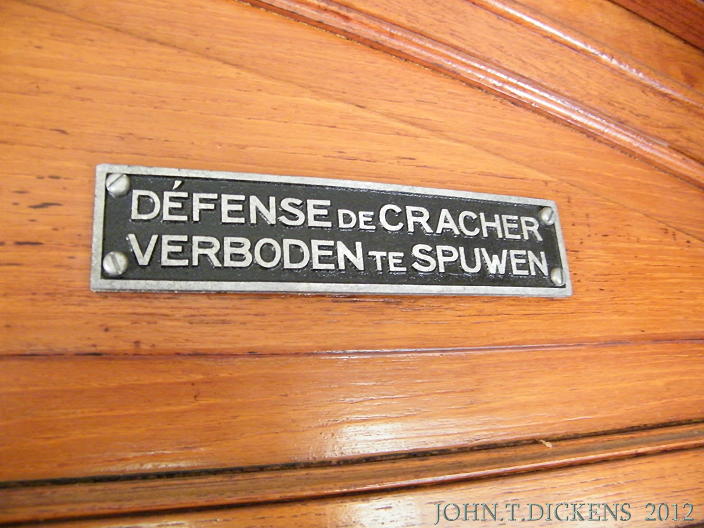 DÉFENSE DE CRACHER
VERBODEN TE SPUWEN
JOHN.T.DICKENS 2012